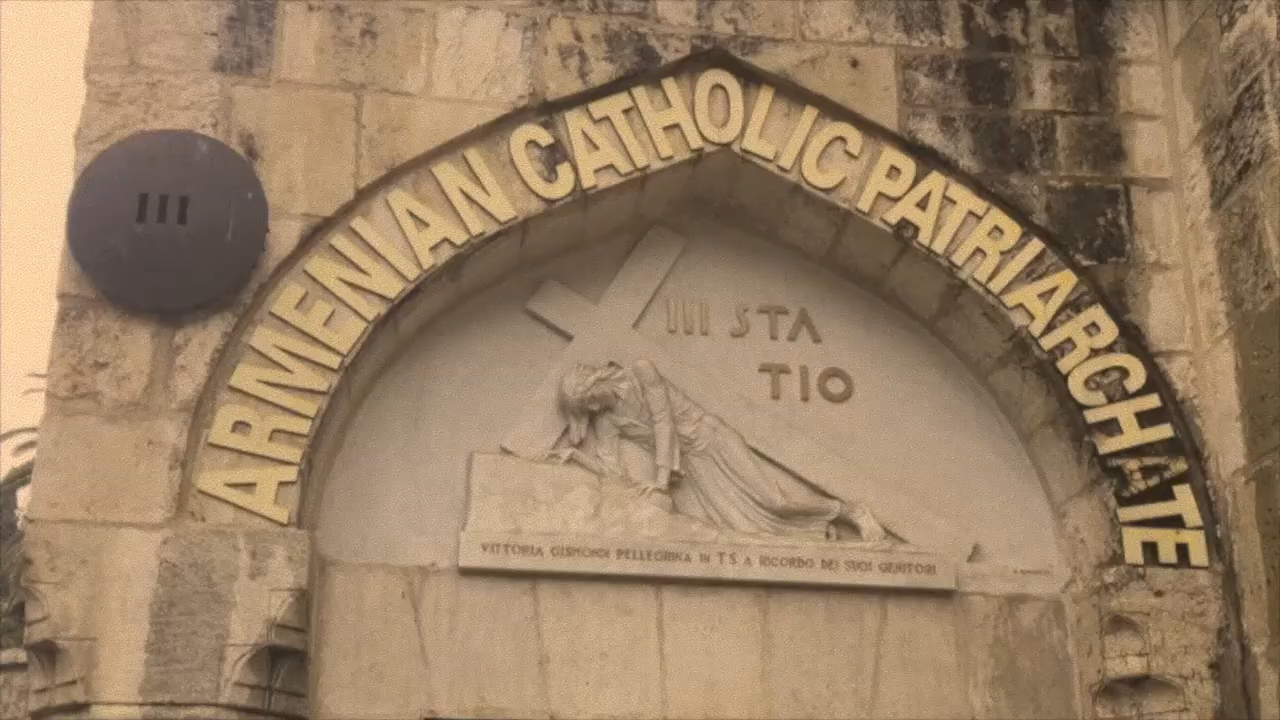 ARMENIAN CATHOLIC PATRIARCHATE
III
III STA
TIO
VITTORIA GISMONDI PELLEGRINA IN T.S. A RICORDO DEI SUOI GENITORI